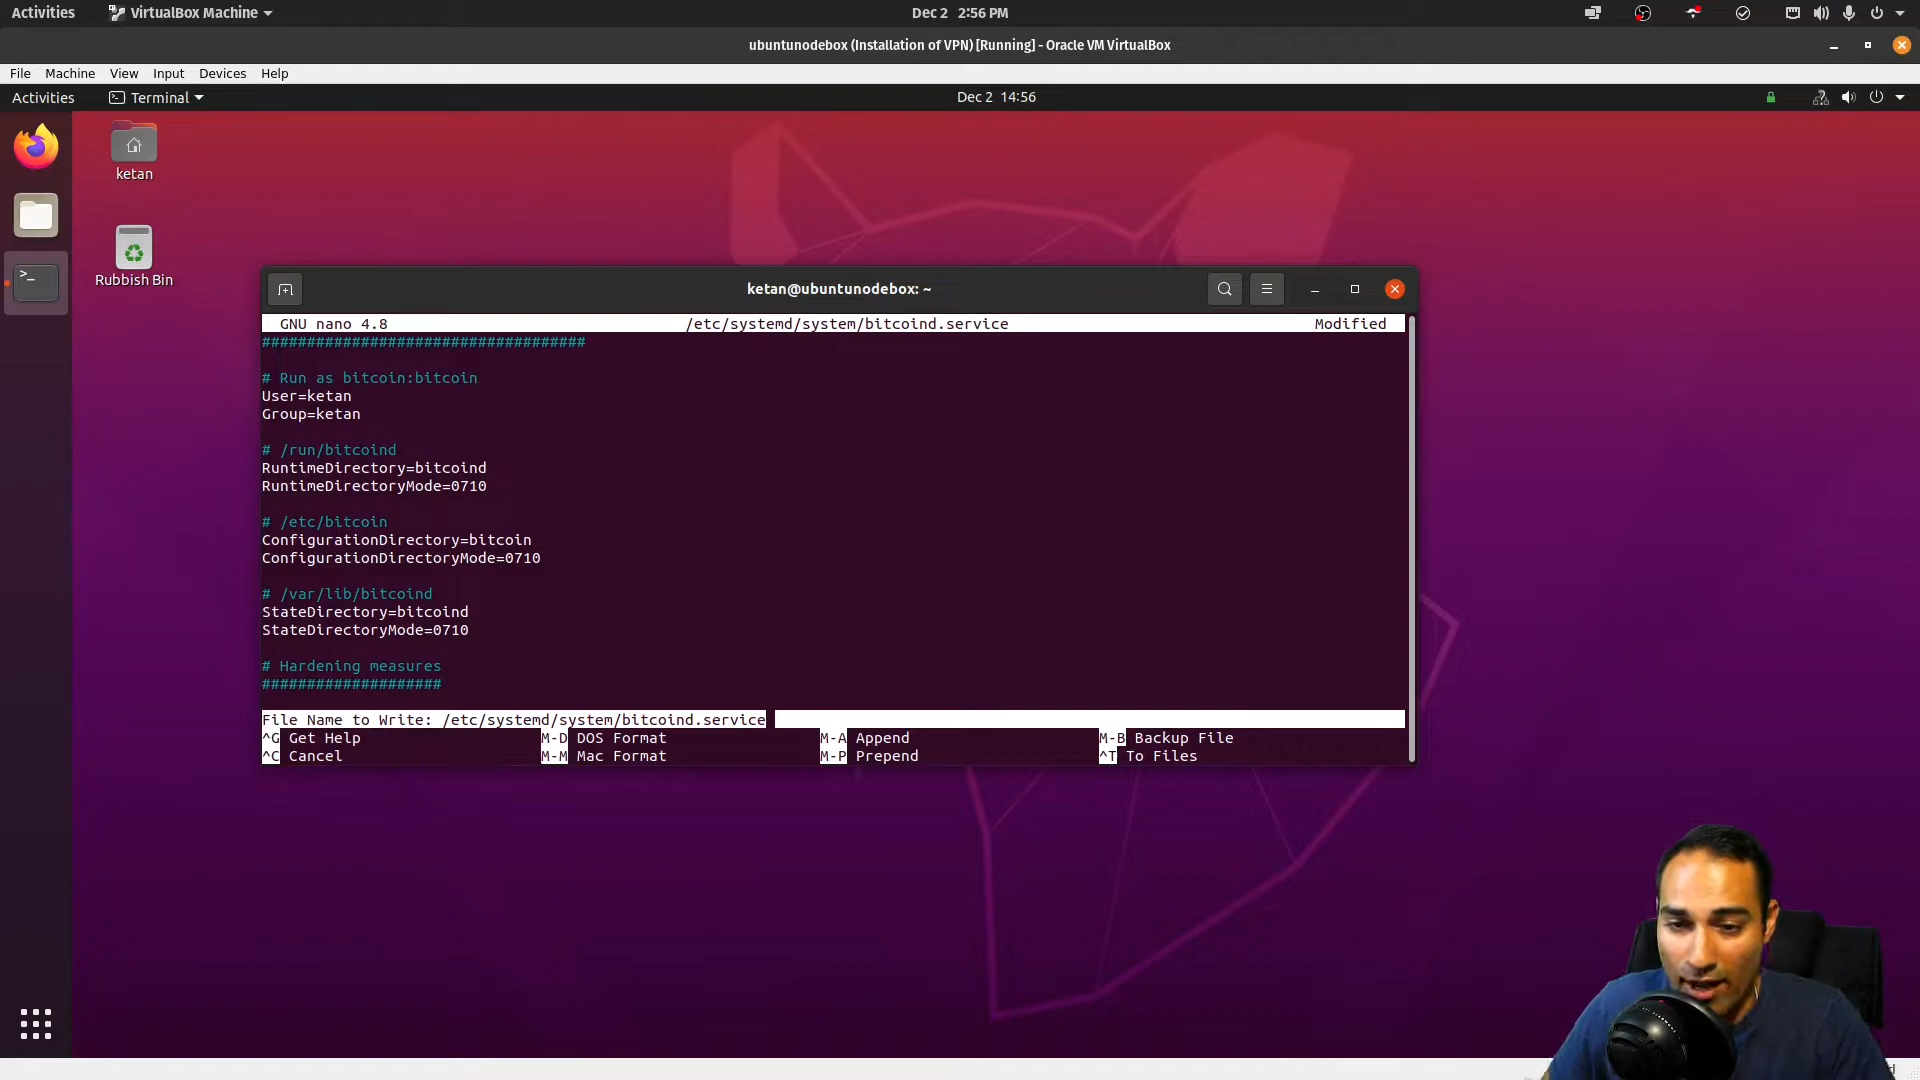 Activities VirtualBox Machine Dec 2 2:56 PM
ubuntunodebox (Installation of VPN) [Running] - Oracle VM VirtualBox
File Machine View Input Devices Help
Activities Terminal Dec 2 14:56
ketan
Rubbish Bin
ketan@ubuntunodebox: ~
GNU nano 4.8 /etc/systemd/system/bitcoind.service Modified
####################################
# Run as bitcoin:bitcoin
User=ketan
Group=ketan
# /run/bitcoind
RuntimeDirectory=bitcoind
RuntimeDirectoryMode=0710
# /etc/bitcoin
ConfigurationDirectory=bitcoin
ConfigurationDirectoryMode=0710
# /var/lib/bitcoind
StateDirectory=bitcoind
StateDirectoryMode=0710
# Hardening measures
####################
File Name to Write: /etc/systemd/system/bitcoind.service
^G Get Help M-D DOS Format M-A Append M-B Backup File
^C Cancel M-M Mac Format M-P Prepend ^T To Files